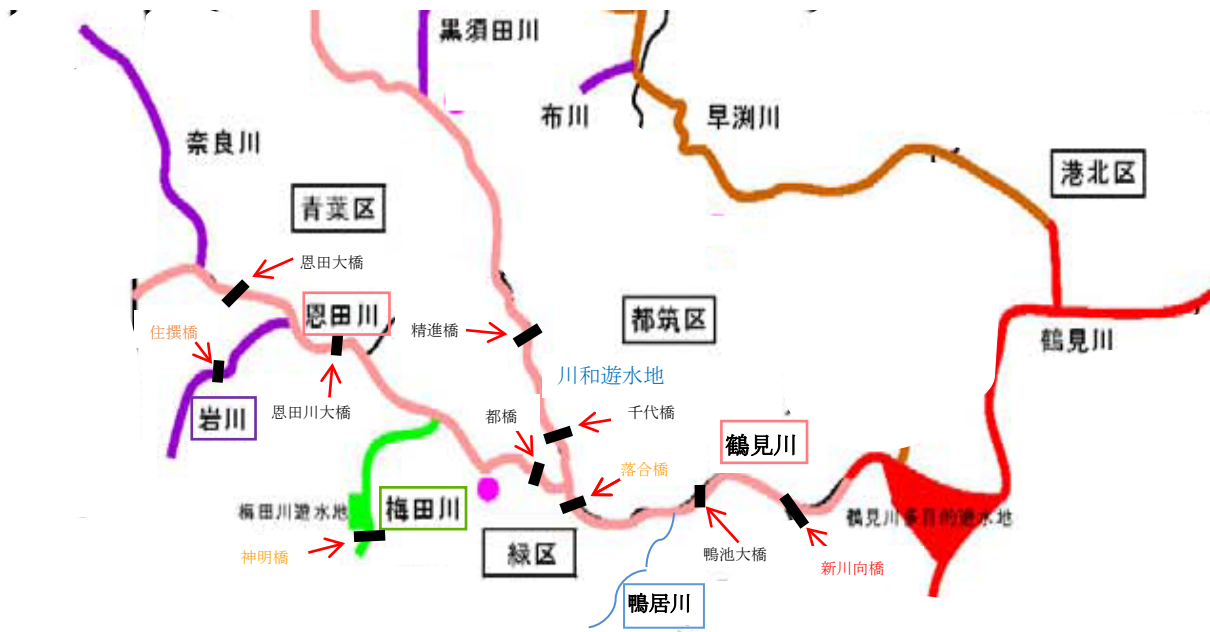 黒須田川
布川
早渕川
奈良川
港北区
青葉区
恩田大橋
恩田川
都筑区
精進橋
住撰橋
鶴見川
川和遊水地
岩川
恩田川大橋
都橋
千代橋
鶴見川
落合橋
梅田川遊水地
梅田川
鶴見川多目的遊水地
神明橋
緑区
鴨池大橋
新川向橋
鴨居川